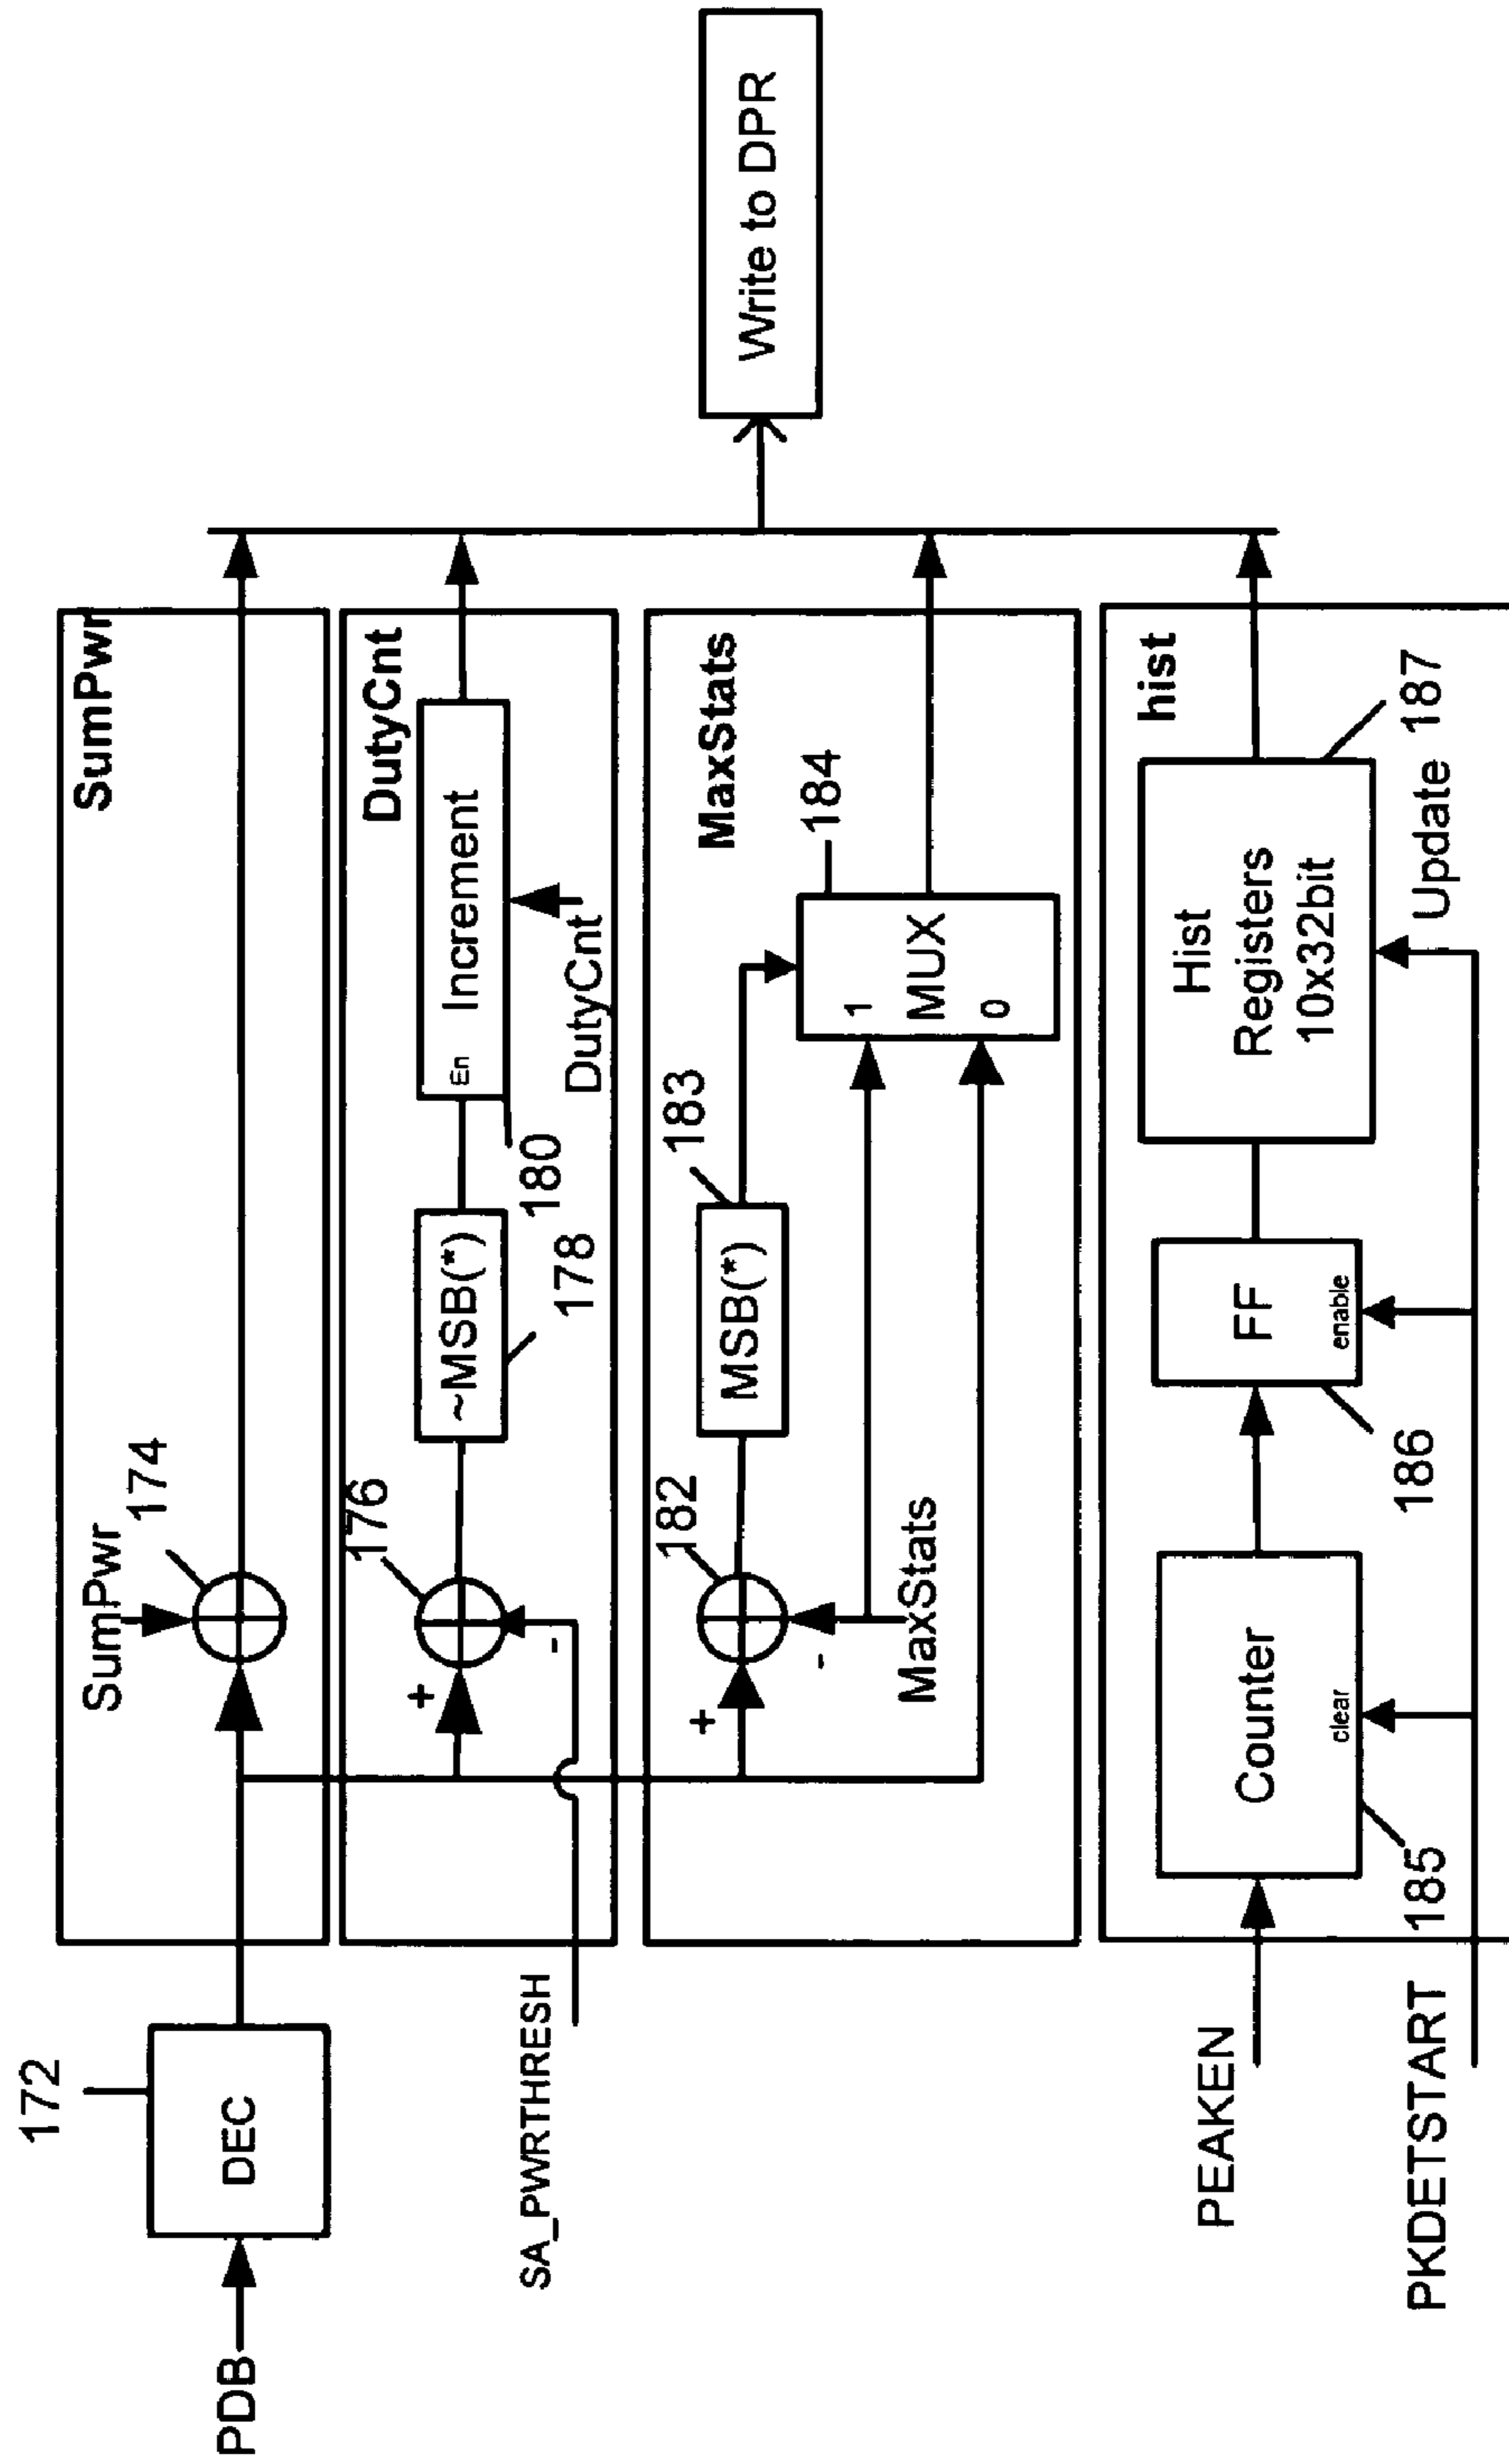 172
PDB
DEC
SumPwr
SumPwr
174
DutyCnt
176
+
-
SA_PWRTHRESH
~MSB(*)
178
En
Increment
180
DutyCnt
MaxStats
182
+
-
MaxStats
MSB(*)
183
184
1
MUX
0
hist
PEAKEN
PKDETSTART
Counter
clear
185
FF
enable
186
Hist
Registers
10x32bit
187
Update
Write to DPR